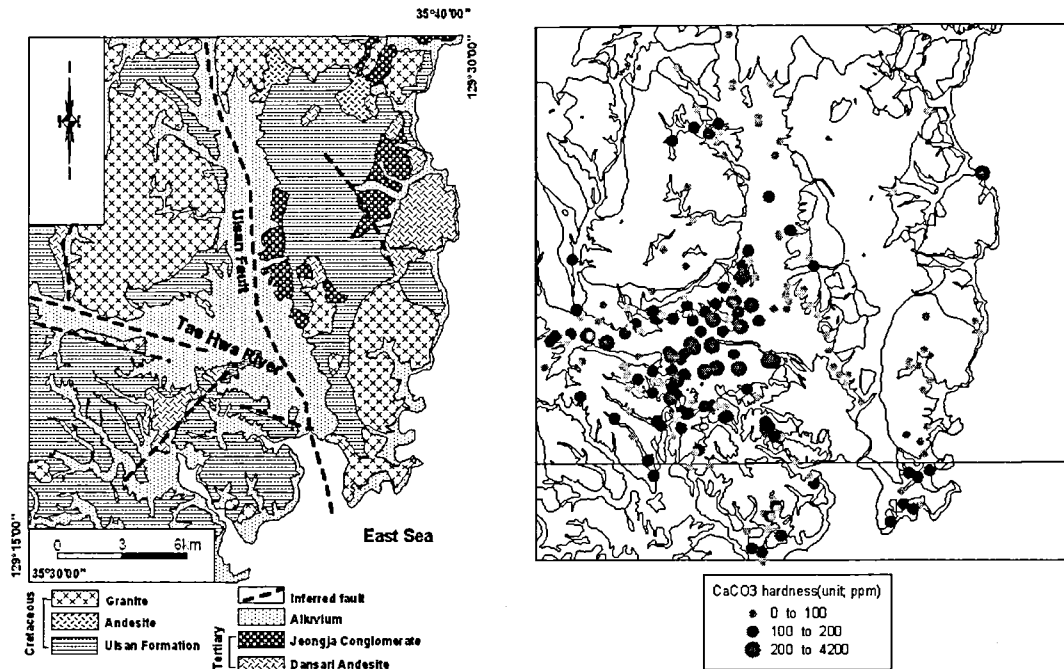 35°40'00"
129°30'00"
Ulsan Fault
Tae Hwa River
129°15'00"
0 3 6km
35°30'00"
East Sea
Cretaceous
Granite
Andesite
Ulsan Formation
Inferred fault
Alluvium
Tertiary
Jeongja Conglomerate
Dansari Andesite
CaCO3 hardness(unit; ppm)
0 to 100
100 to 200
200 to 4200